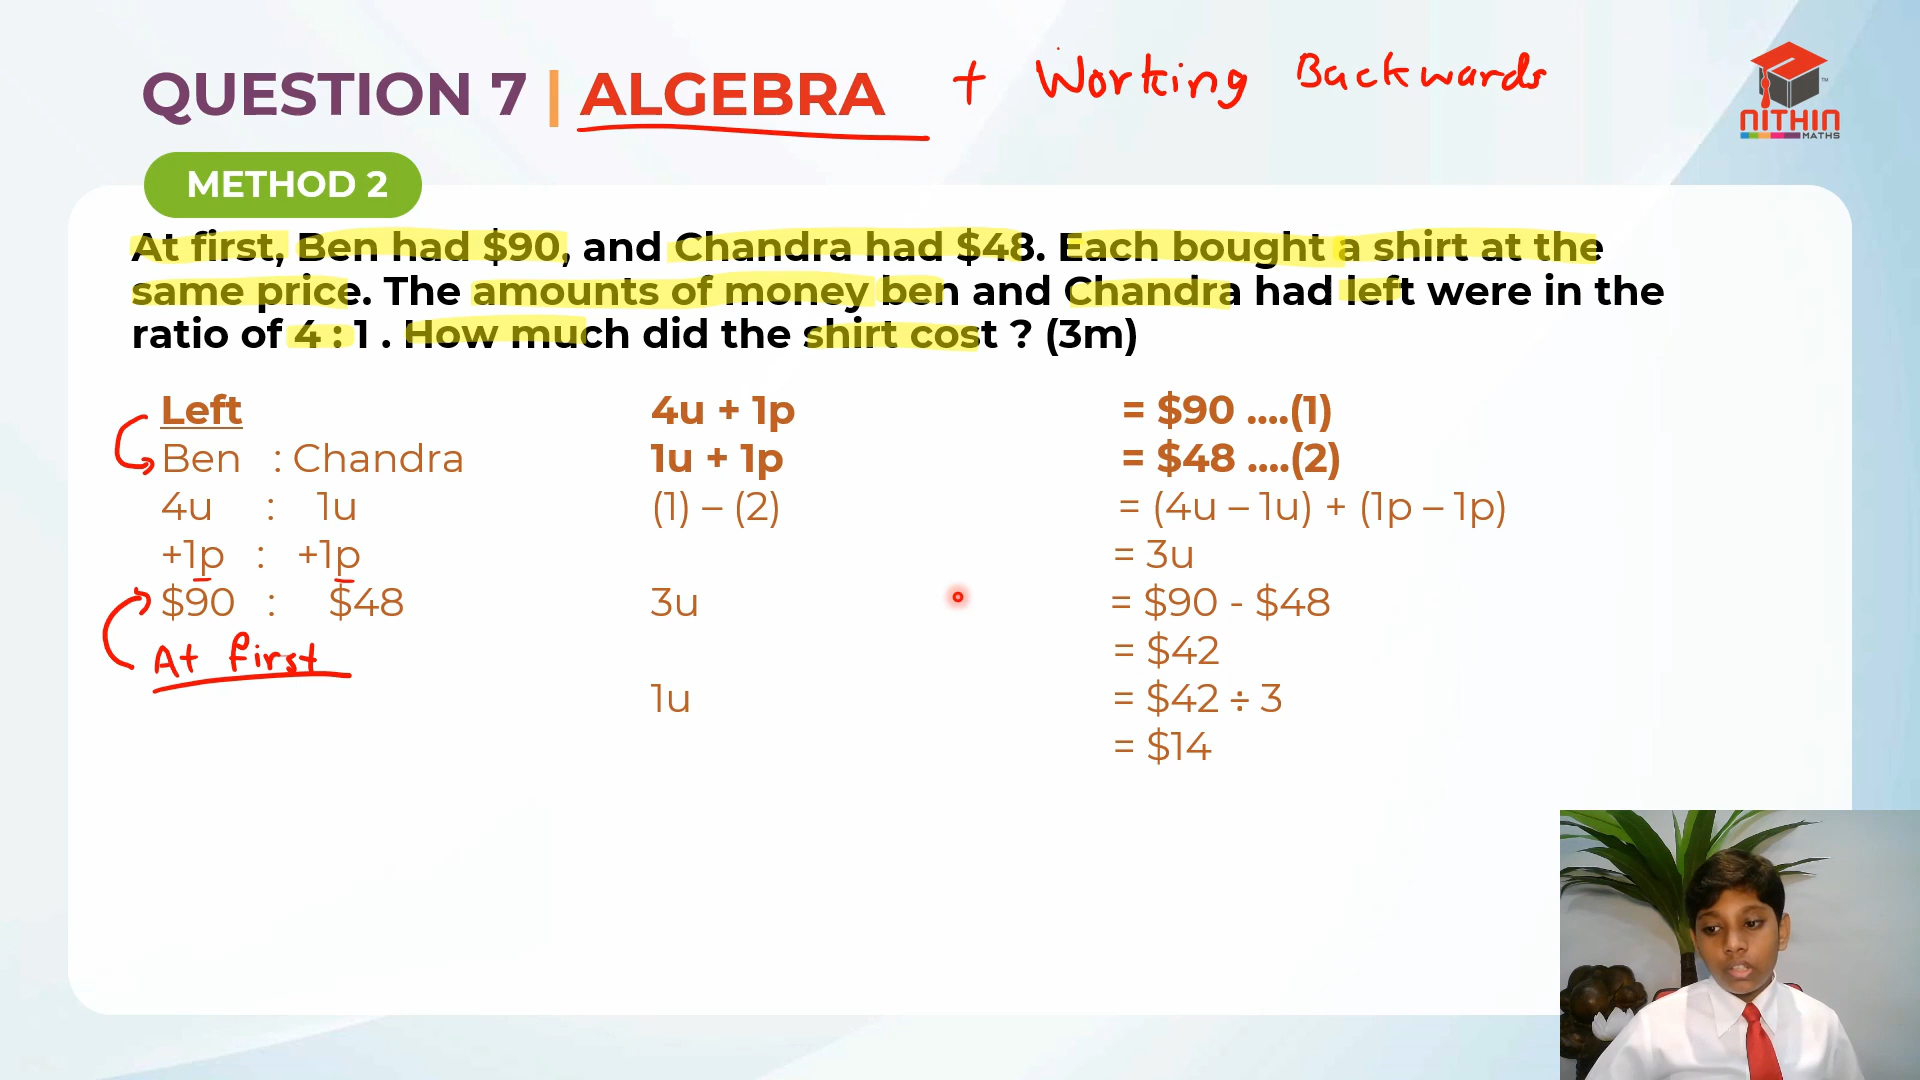 QUESTION 7 | ALGEBRA + Working Backwards
NITHIN
MATHS
METHOD 2
At first, Ben had $90, and Chandra had $48. Each bought a shirt at the
same price. The amounts of money ben and Chandra had left were in the
ratio of 4 : 1 . How much did the shirt cost ? (3m)
Left 4u + 1p = $90 ....(1)
Ben : Chandra 1u + 1p = $48 ....(2)
4u : 1u (1) – (2) = (4u – 1u) + (1p – 1p)
+1p : +1p = 3u
$90 : $48 3u = $90 - $48
At first = $42
1u = $42 ÷ 3
= $14